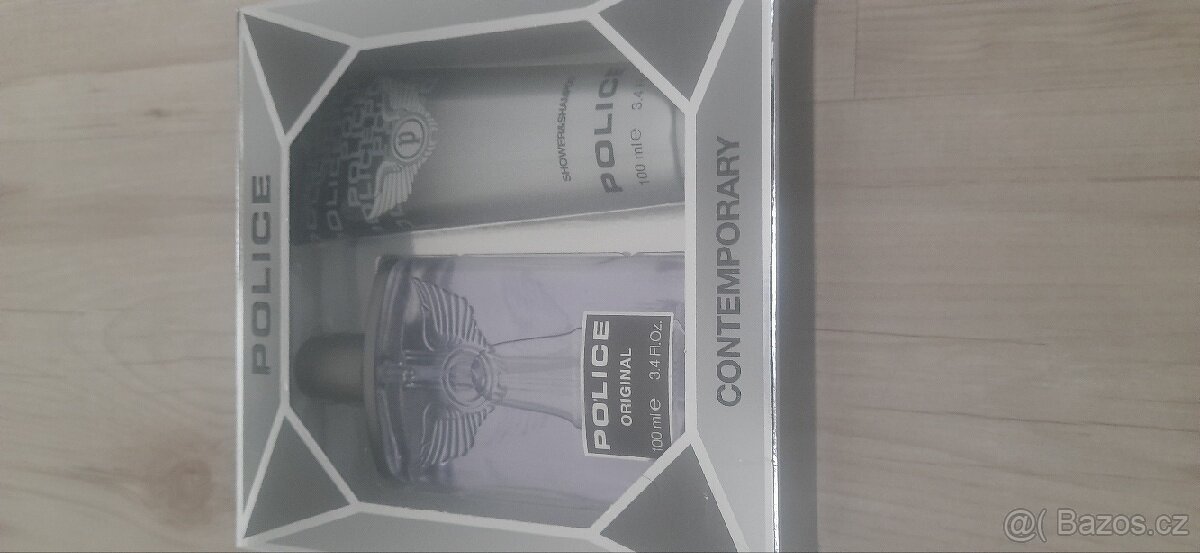 POLICE
POLICE
P
SHOWER&SHAMPOO
POLICE
100 ml e 3.4
POLICE
ORIGINAL
100 ml e 3.4 Fl.Oz.
CONTEMPORARY
@( Bazos.cz